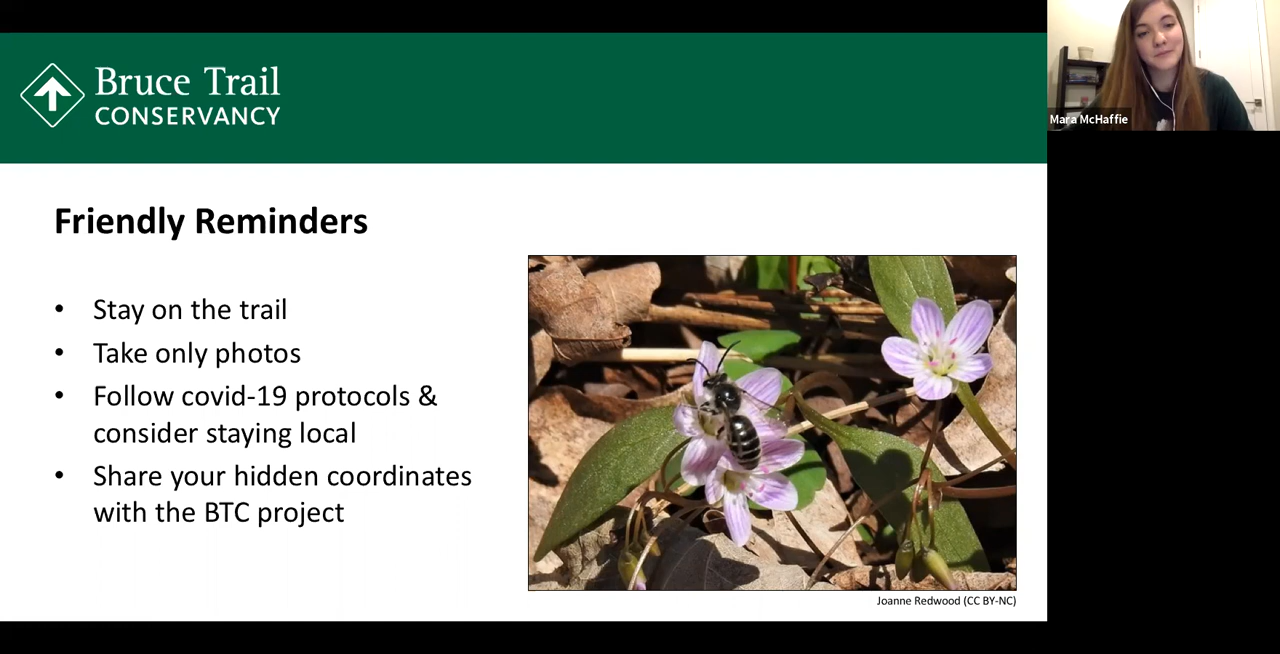 Bruce Trail
CONSERVANCY
Mara McHaffie
Friendly Reminders
• Stay on the trail
• Take only photos
• Follow covid-19 protocols &
consider staying local
• Share your hidden coordinates
with the BTC project
Joanne Redwood (CC BY-NC)